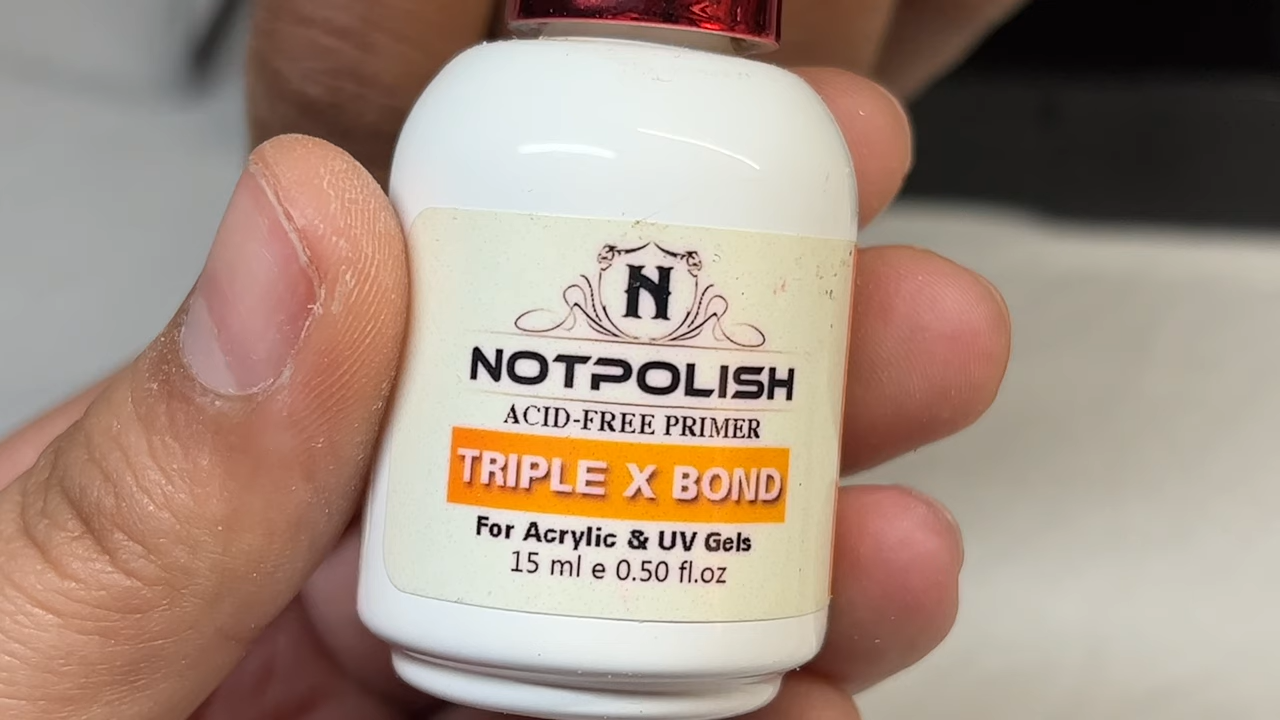 N
NOTPOLISH
ACID-FREE PRIMER
TRIPLE X BOND
For Acrylic & UV Gels
15 ml e 0.50 fl.oz